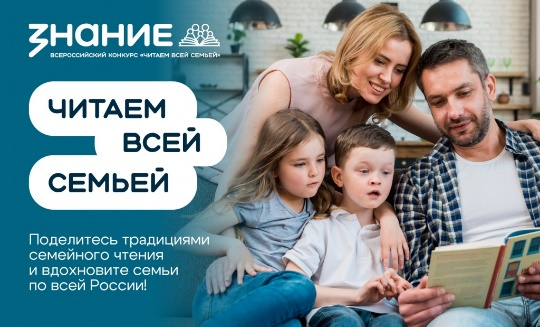 ЗНАНИЕ
ВСЕРОССИЙСКИЙ КОНКУРС «ЧИТАЕМ ВСЕЙ СЕМЬЕЙ»
ЧИТАЕМ
ВСЕЙ
СЕМЬЕЙ
Поделитесь традициями
семейного чтения
и вдохновите семьи
по всей России!